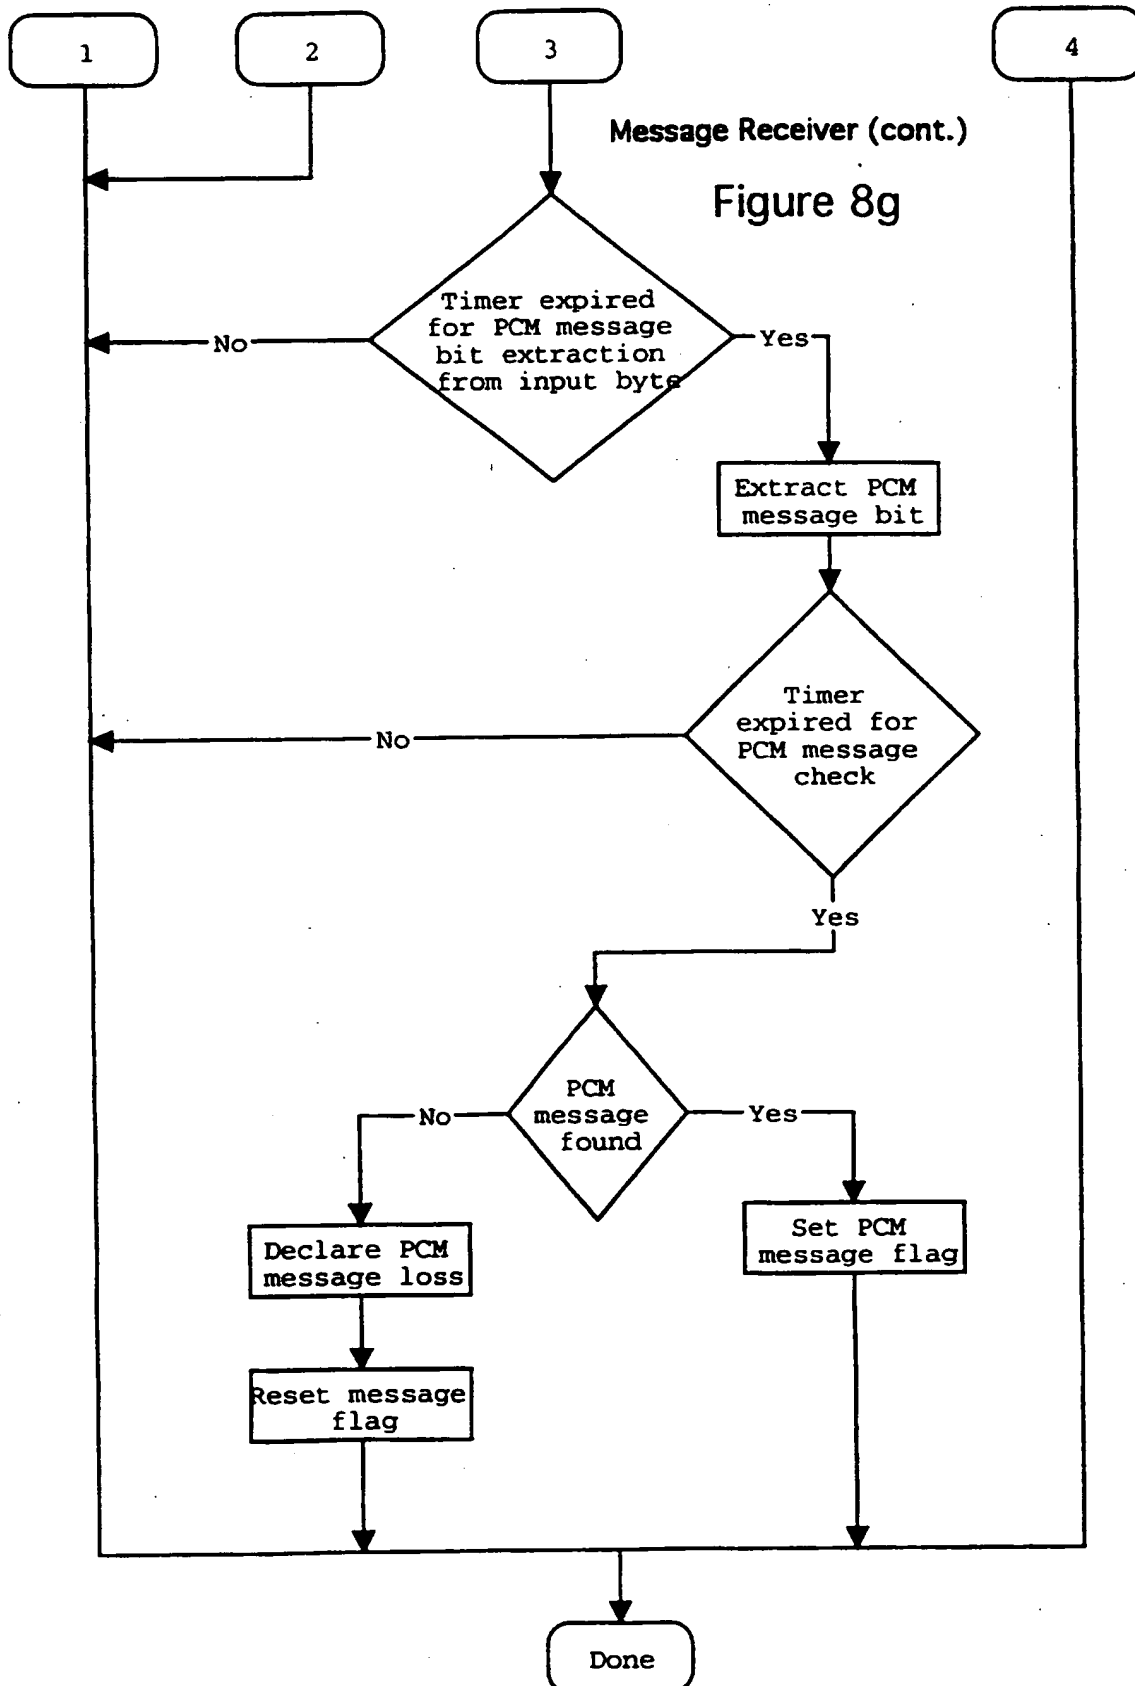 1
2
3
4
Message Receiver (cont.)
Figure 8g
Timer expired
for PCM message
bit extraction
from input byte
No
Yes
Extract PCM
message bit
Timer
expired for
PCM message
check
No
Yes
PCM
message
found
No
Yes
Declare PCM
message loss
Set PCM
message flag
Reset message
flag
Done